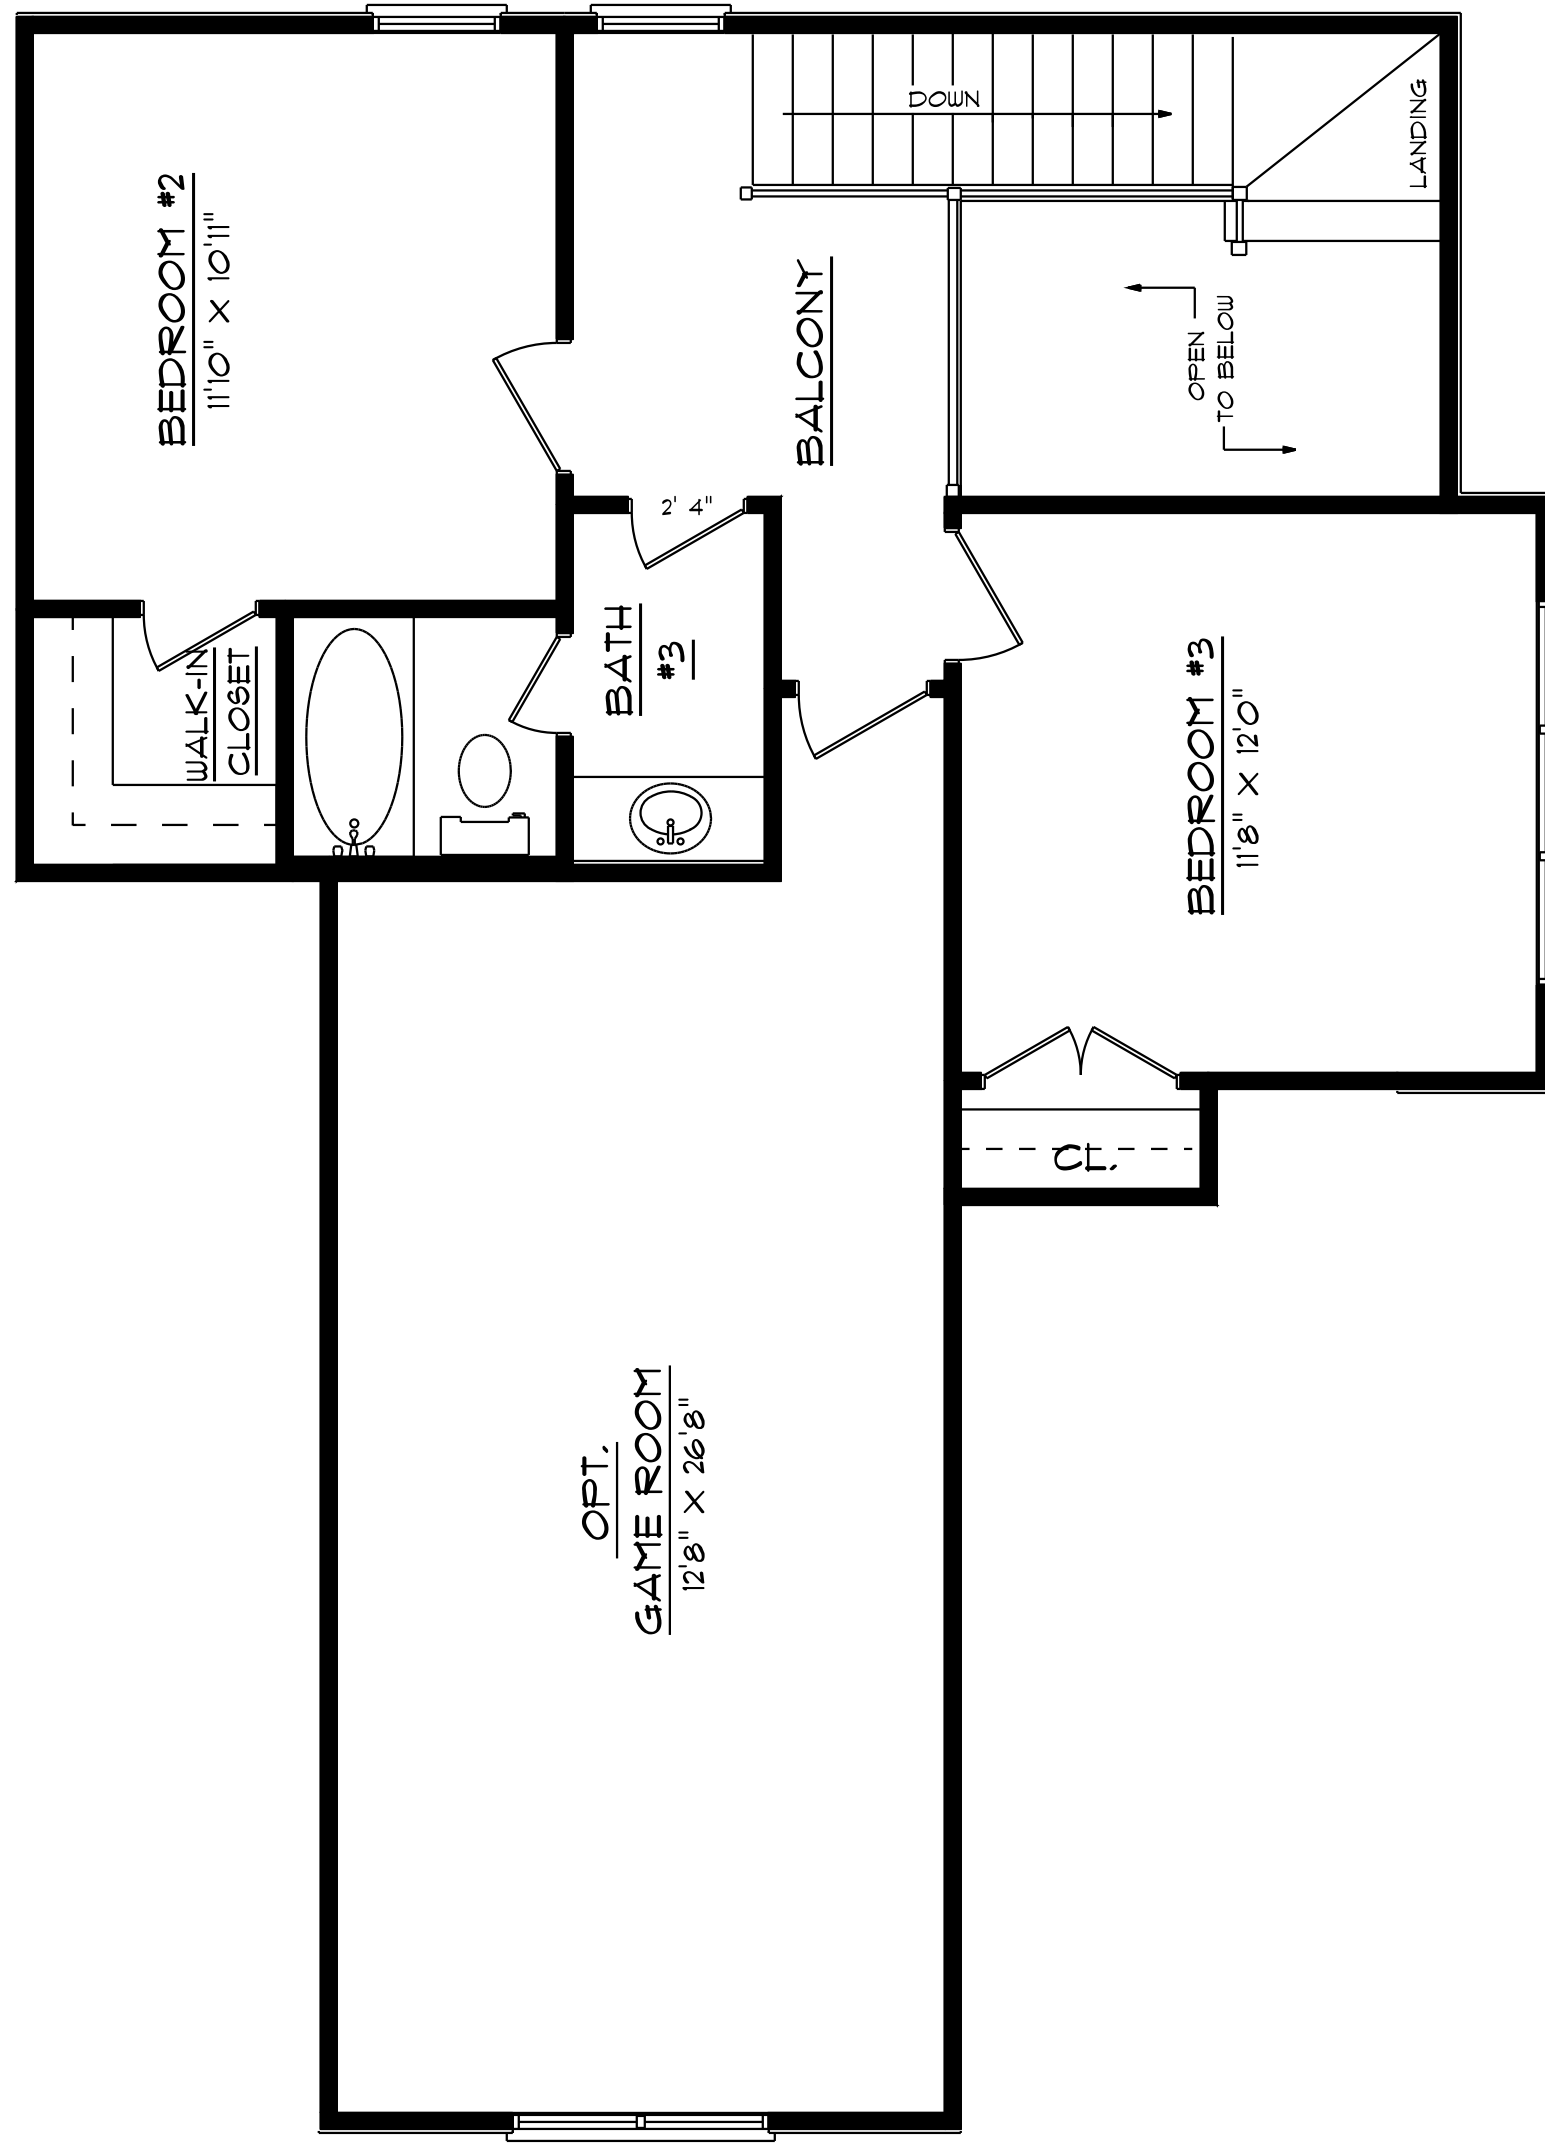 BEDROOM #2
11'10" X 10'11"
DOWN
LANDING
BALCONY
OPEN
TO BELOW
2' 4"
WALK-IN
CLOSET
BATH
#3
BEDROOM #3
11'8" X 12'0"
CL.
OPT.
GAME ROOM
12'8" X 26'8"